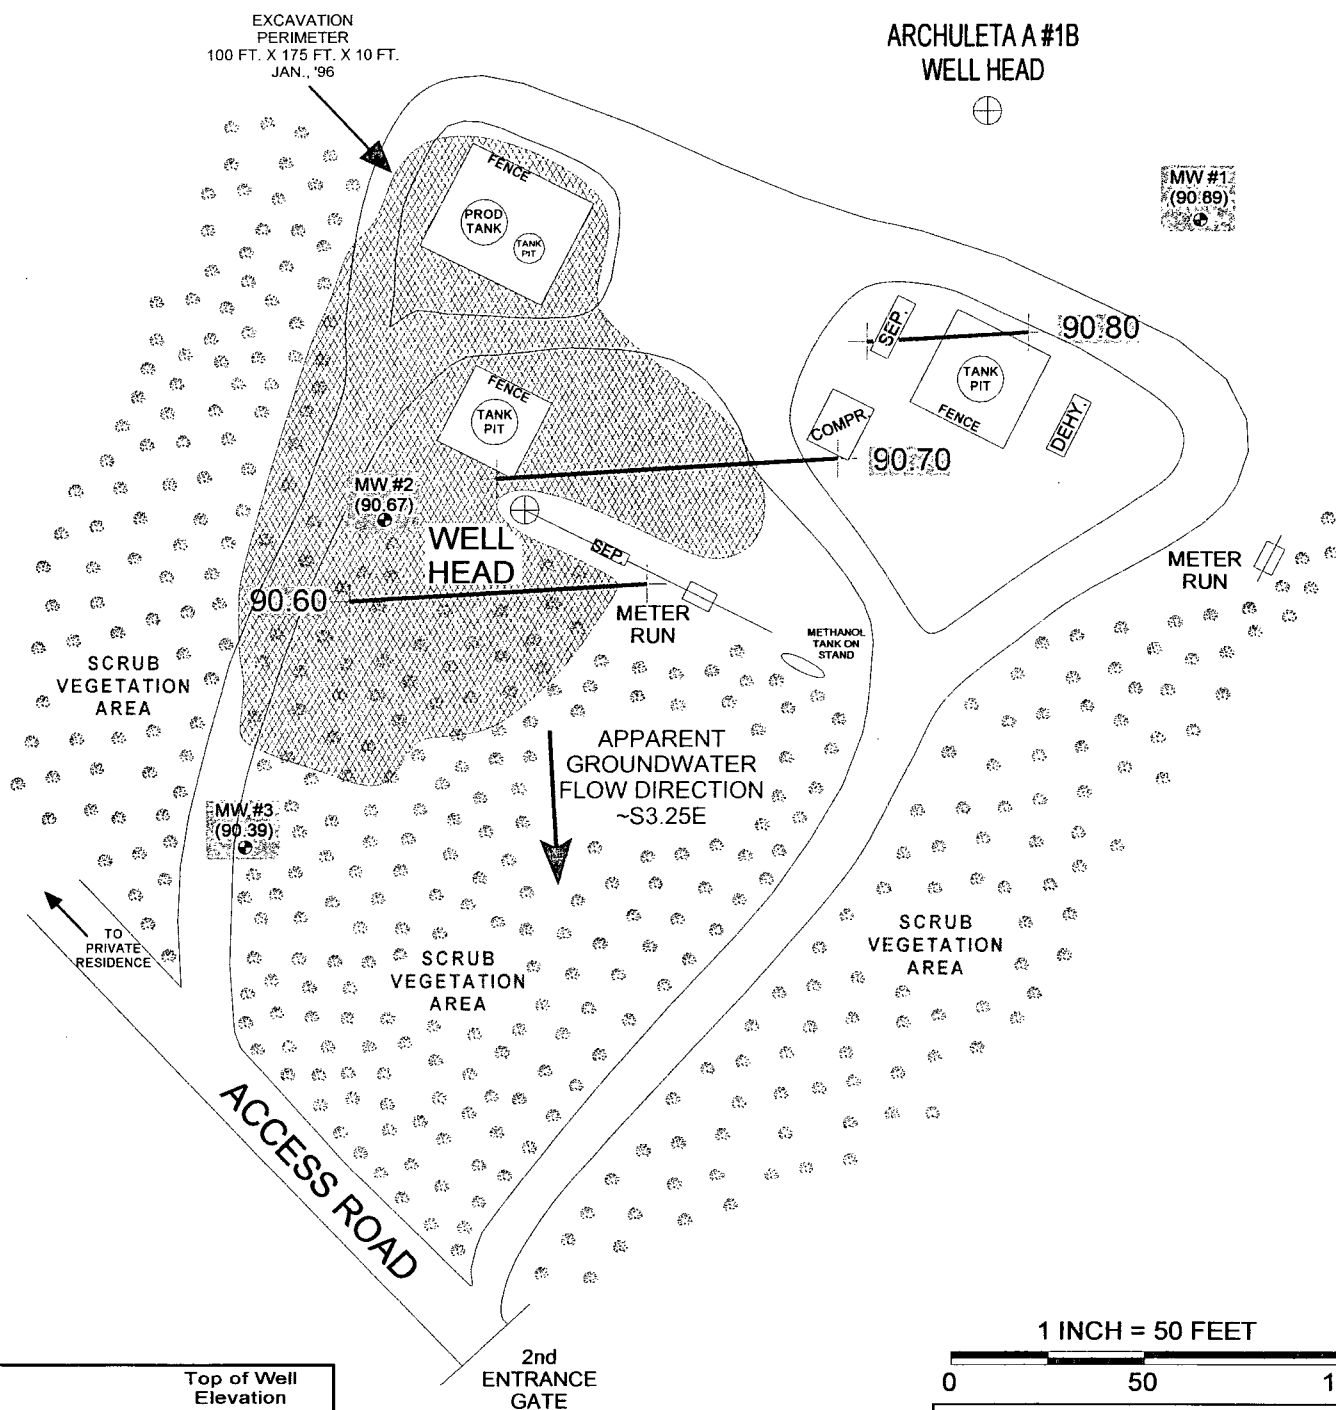 EXCAVATION
PERIMETER
100 FT. X 175 FT. X 10 FT.
JAN., '96
ARCHULETA A #1B
WELL HEAD
MW #1
(90.89)
FENCE
PROD
TANK
TANK
PIT
SEP.
90.80
TANK
PIT
FENCE
DEHY.
COMPR.
FENCE
TANK
PIT
90.70
MW #2
(90.67)
WELL
HEAD
SEP.
METER
RUN
90.60
METER
RUN
METHANOL
TANK ON
STAND
SCRUB
VEGETATION
AREA
APPARENT
GROUNDWATER
FLOW DIRECTION
~S3.25E
MW #3
(90.39)
TO
PRIVATE
RESIDENCE
SCRUB
VEGETATION
AREA
SCRUB
VEGETATION
AREA
ACCESS ROAD
2nd
ENTRANCE
GATE
1 INCH = 50 FEET
0 50 1
Top of Well
Elevation